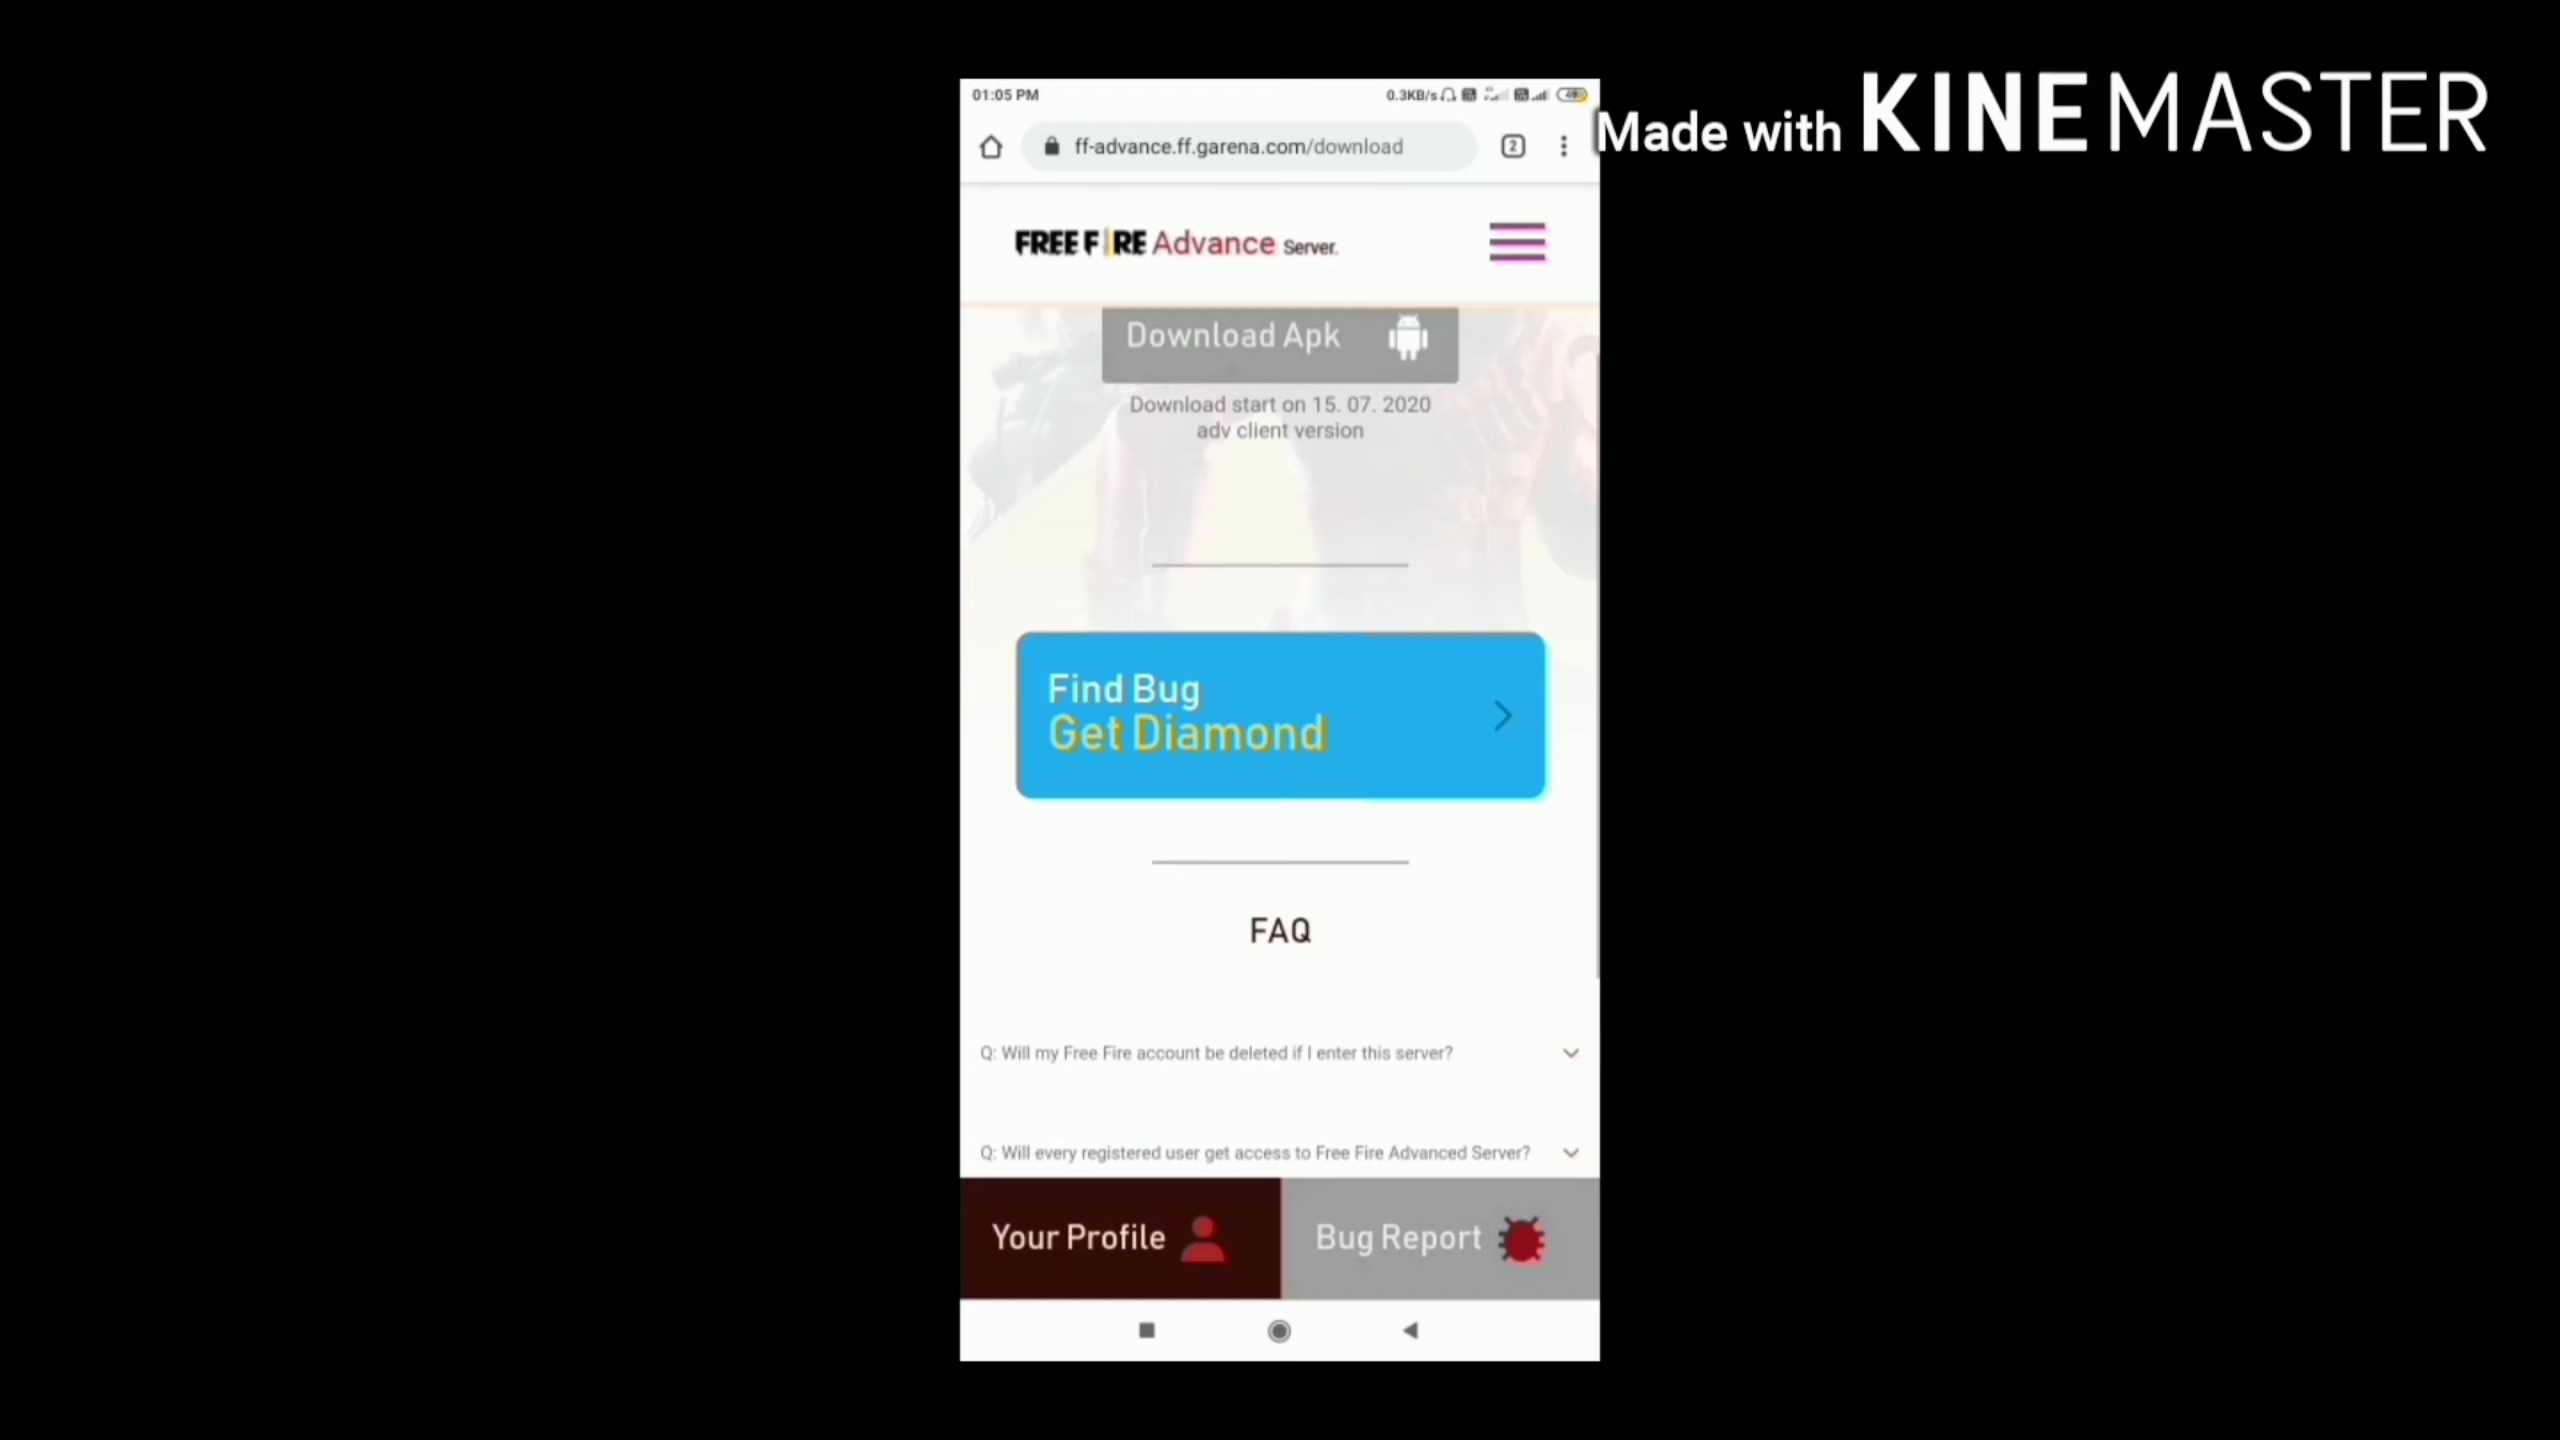 01:05 PM
0.3KB/s
49
Made with KINEMASTER
ff-advance.ff.garena.com/download
2
FREE FIRE Advance Server.
Download Apk
Download start on 15. 07. 2020
adv client version
Find Bug
Get Diamond
FAQ
Q: Will my Free Fire account be deleted if I enter this server?
Q: Will every registered user get access to Free Fire Advanced Server?
Your Profile
Bug Report